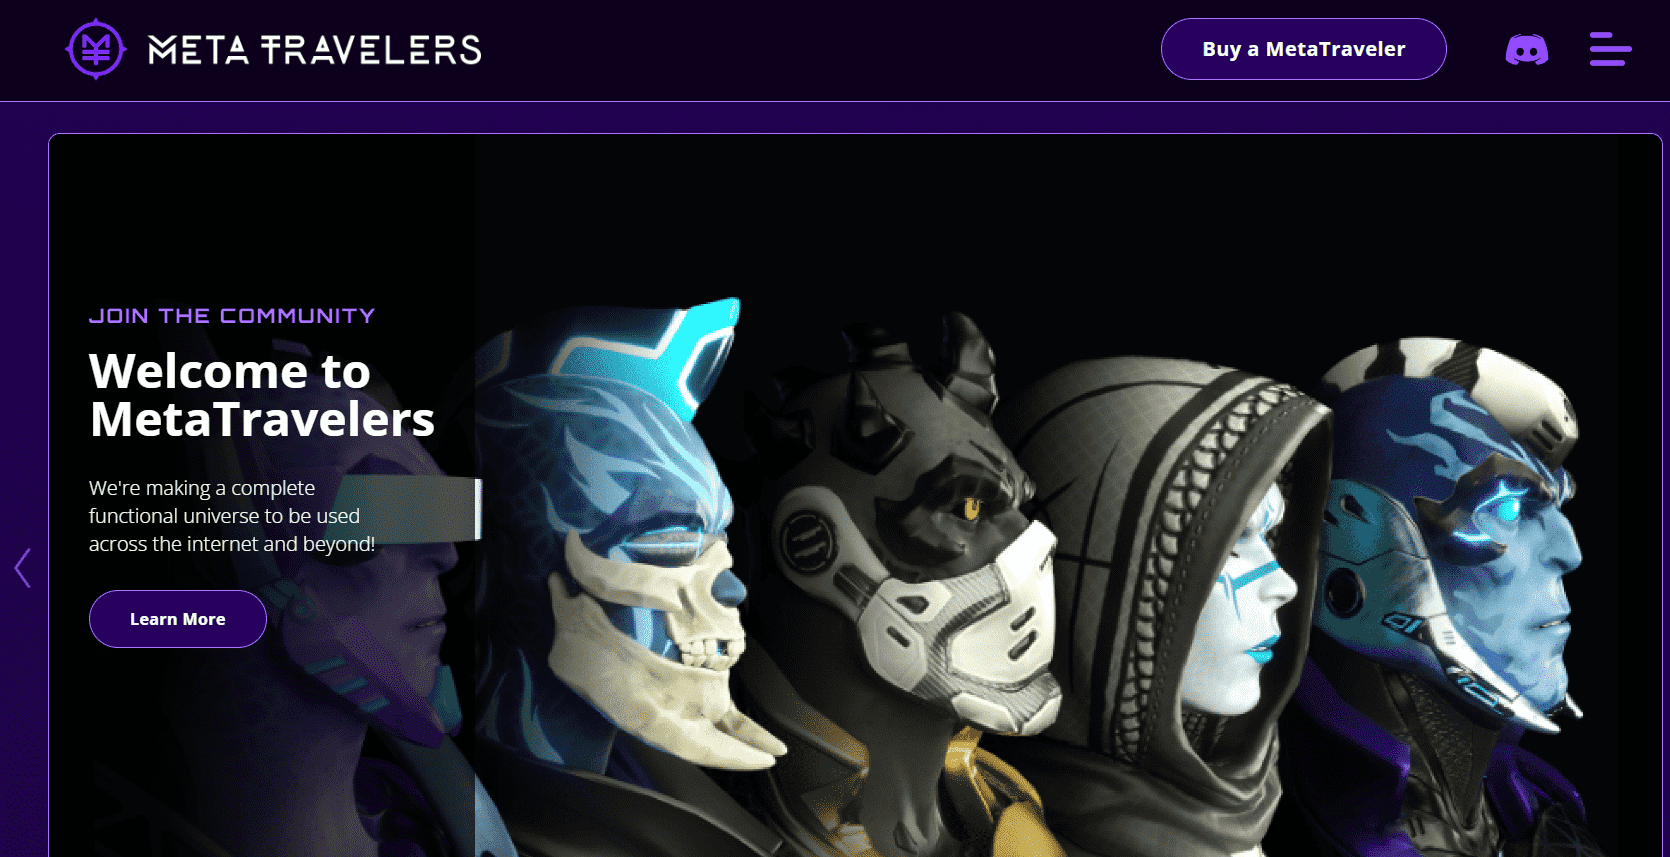 META TRAVELERS
Buy a MetaTraveler
JOIN THE COMMUNITY
Welcome to
MetaTravelers
We're making a complete
functional universe to be used
across the internet and beyond!
Learn More